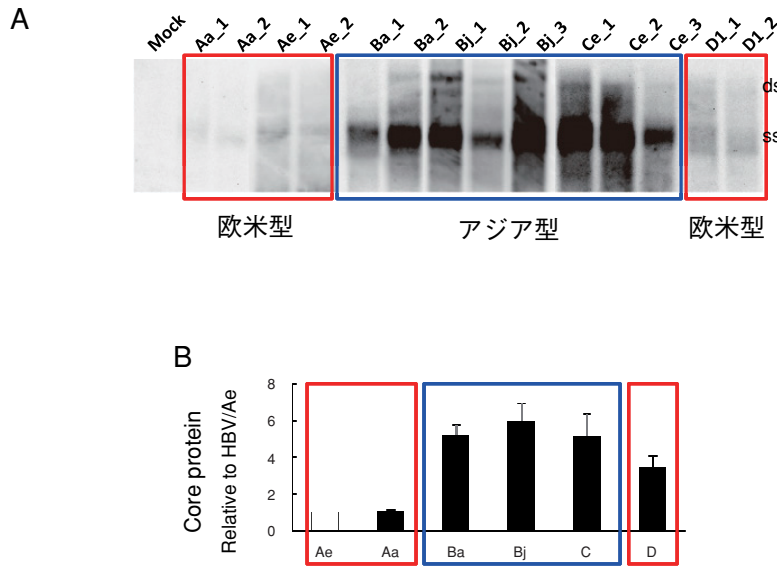 A
Mock Aa_1 Aa_2 Ae_1 Ae_2 Ba_1 Ba_2 Bj_1 Bj_2 Bj_3 Ce_1 Ce_2 Ce_3 D1_1 D1_2
ds
ss
欧米型 アジア型 欧米型
B
Core protein
Relative to HBV/Ae
8
6
4
2
0
Ae Aa Ba Bj C D